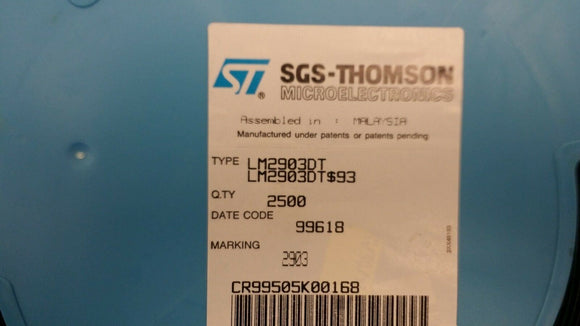 ST® SGS-THOMSON
MICROELECTRONICS
Assembled in : MALAYSIA
Manufactured under patents or patents pending.
TYPE LM2903DT
LM2903DT$93
Q.TY 2500
DATE CODE 99618
MARKING
2903
CR99505K00168